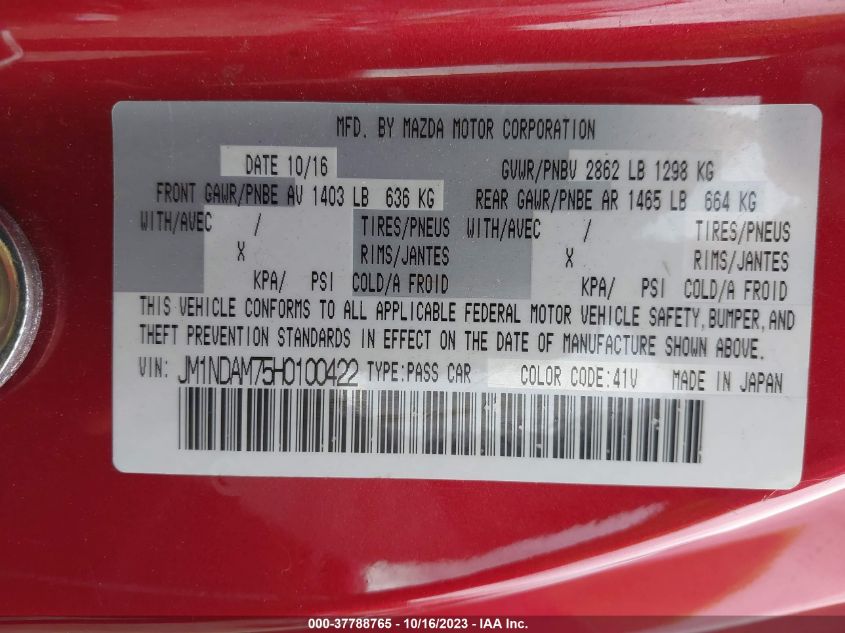 MFD. BY MAZDA MOTOR CORPORATION
DATE 10/16 GVWR/PNBV 2862 LB 1298 KG
FRONT GAWR/PNBE AV 1403 LB 636 KG REAR GAWR/PNBE AR 1465 LB 664 KG
WITH/AVEC / TIRES/PNEUS WITH/AVEC / TIRES/PNEUS
X RIMS/JANTES X RIMS/JANTES
KPA/ PSI COLD/A FROID KPA/ PSI COLD/A FROID
THIS VEHICLE CONFORMS TO ALL APPLICABLE FEDERAL MOTOR VEHICLE SAFETY, BUMPER, AND
THEFT PREVENTION STANDARDS IN EFFECT ON THE DATE OF MANUFACTURE SHOWN ABOVE.
VIN: JM1NDAM75H0100422 TYPE:PASS CAR COLOR CODE:41V MADE IN JAPAN
000-37788765 - 10/16/2023 - IAA Inc.